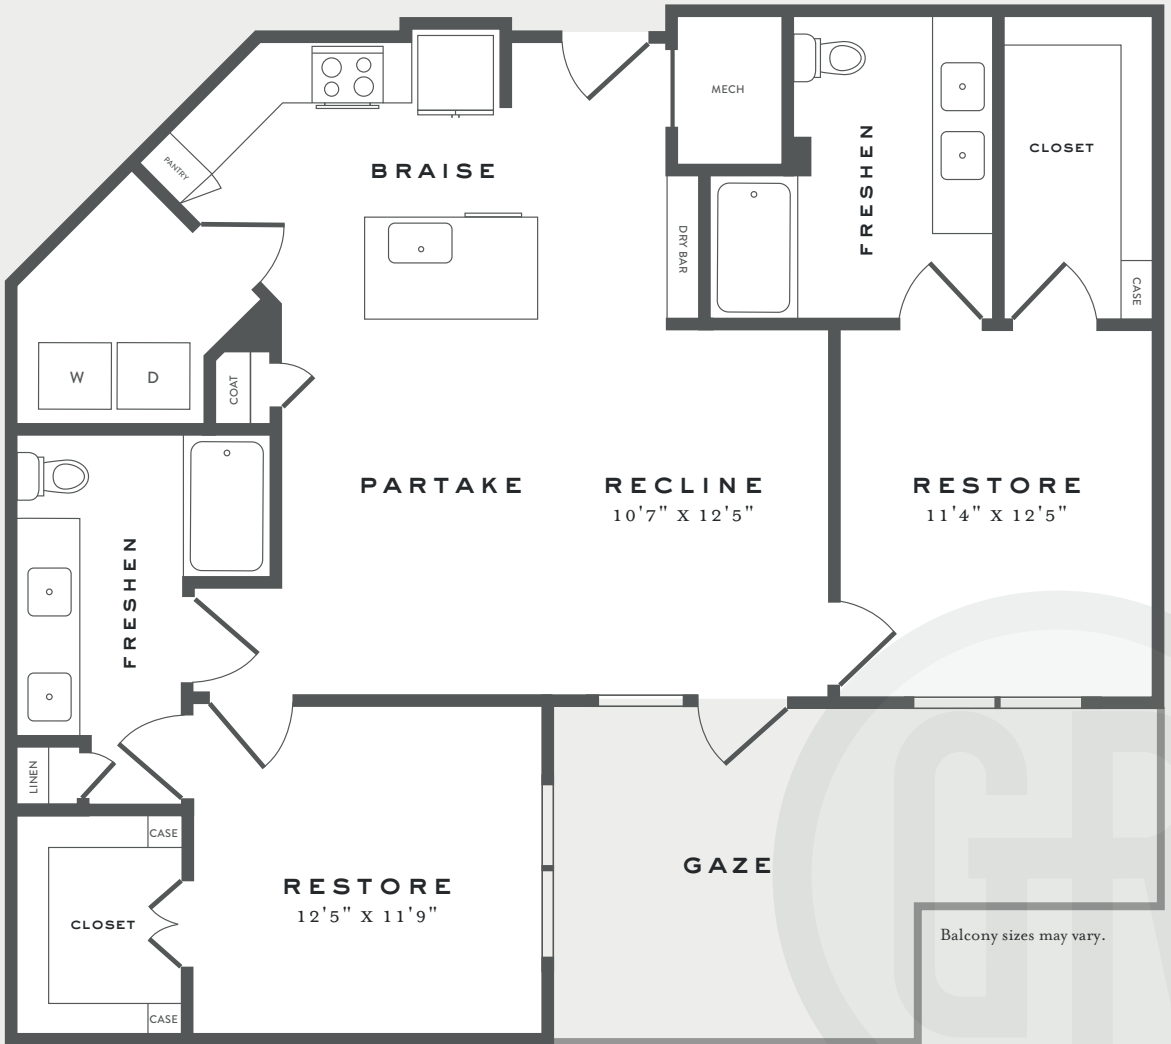 MECH
PANTRY
BRAISE
FRESHEN
CLOSET
DRY BAR
CASE
W
D
COAT
PARTAKE
RECLINE
10'7" X 12'5"
RESTORE
11'4" X 12'5"
FRESHEN
LINEN
CASE
GAZE
RESTORE
12'5" X 11'9"
CLOSET
Balcony sizes may vary.
CASE
GR